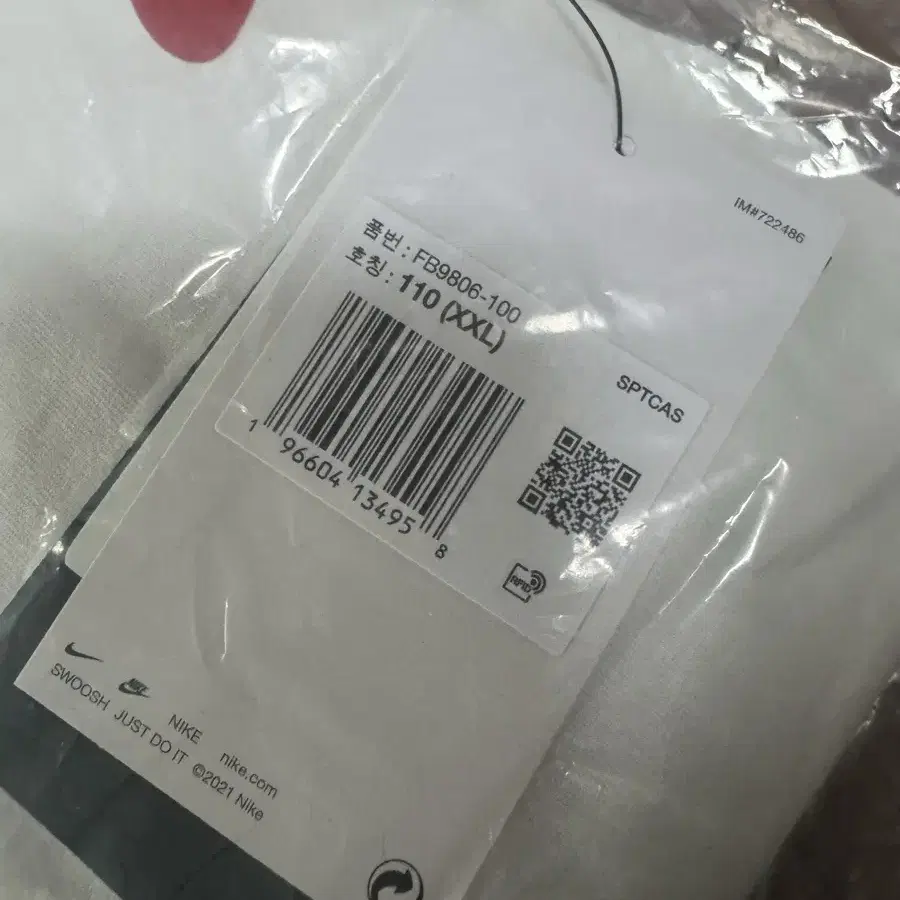 IM#722486
품번 : FB9806-100
호칭 : 110 (XXL)
SPTCAS
1 96604 13495 8
RFID
NIKE nike.com
SWOOSH JUST DO IT ©2021 Nike